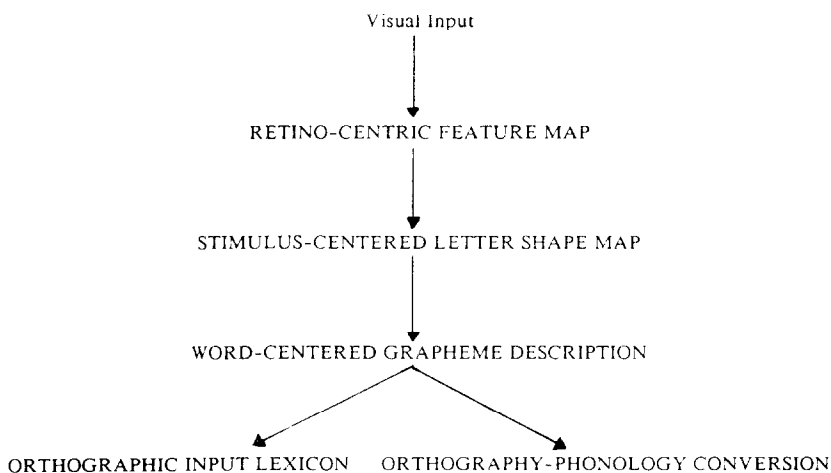 Visual Input
RETINO-CENTRIC FEATURE MAP
STIMULUS-CENTERED LETTER SHAPE MAP
WORD-CENTERED GRAPHEME DESCRIPTION
ORTHOGRAPHIC INPUT LEXICON ORTHOGRAPHY-PHONOLOGY CONVERSION